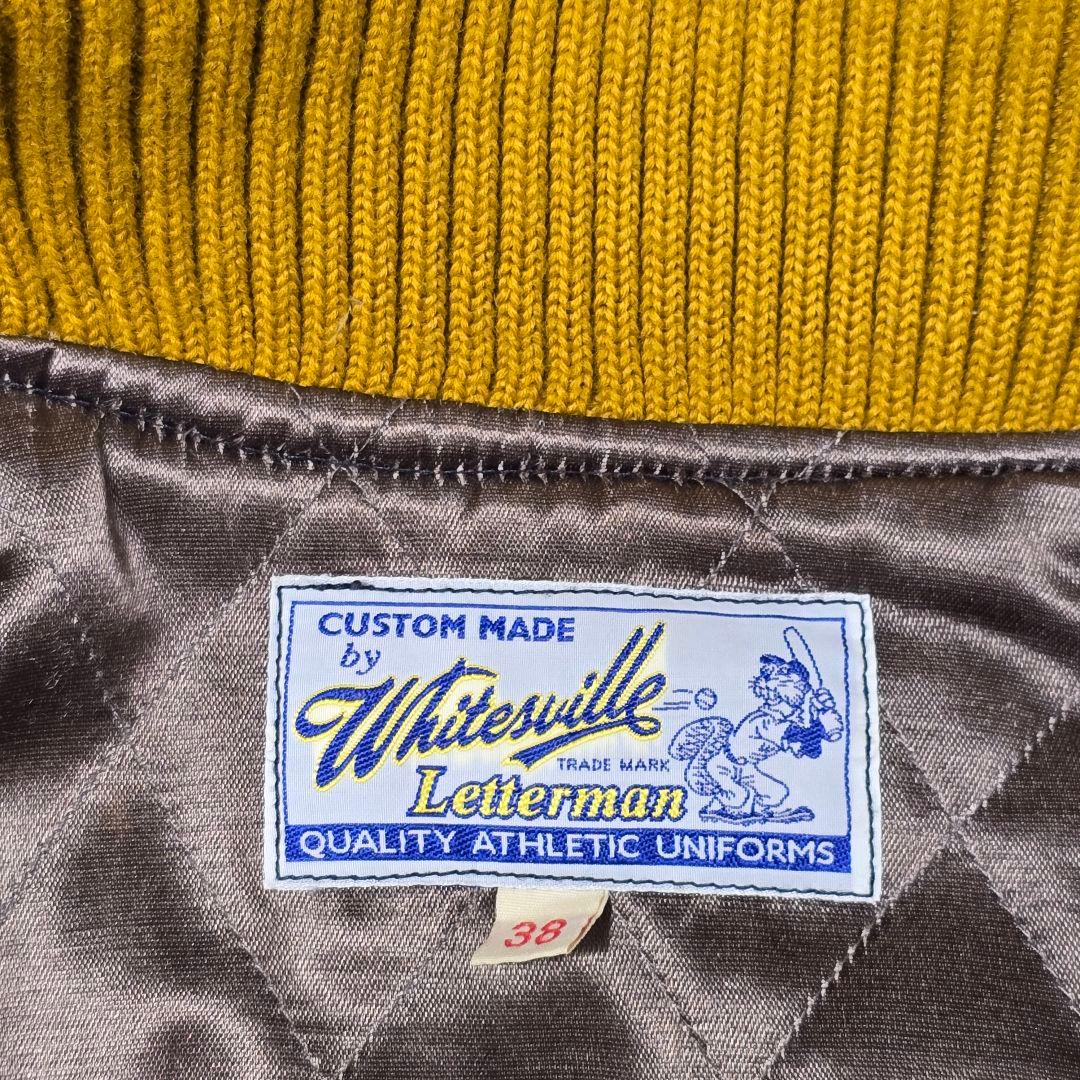 CUSTOM MADE
by
Whitesville
TRADE MARK
Letterman
QUALITY ATHLETIC UNIFORMS
38